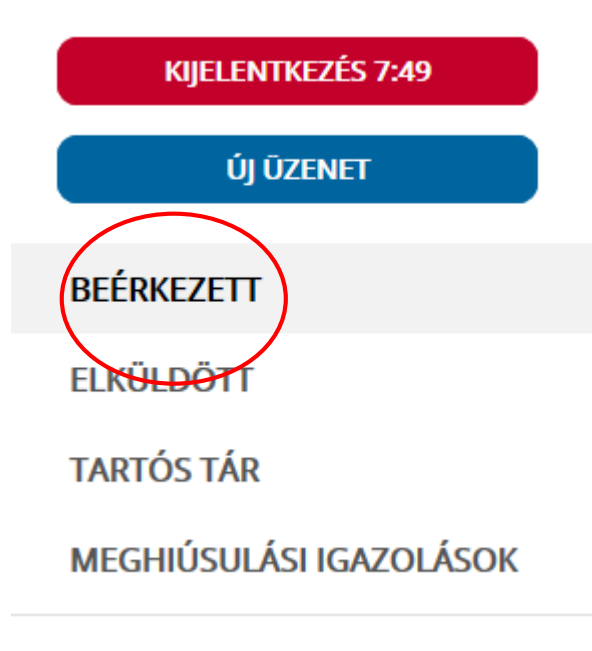 KIJELENTKEZÉS 7:49
ÚJ ÜZENET
BEÉRKEZETT
ELKÜLDÖTT
TARTÓS TÁR
MEGHIÚSULÁSI IGAZOLÁSOK